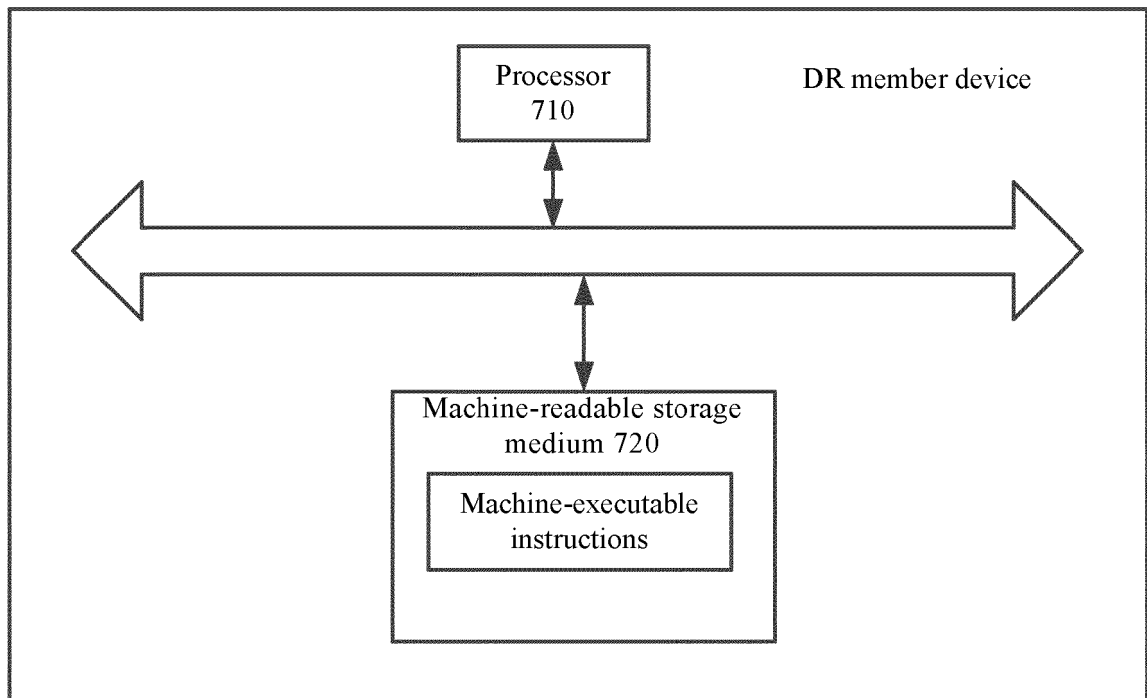 Processor
710
DR member device
Machine-readable storage
medium 720
Machine-executable
instructions